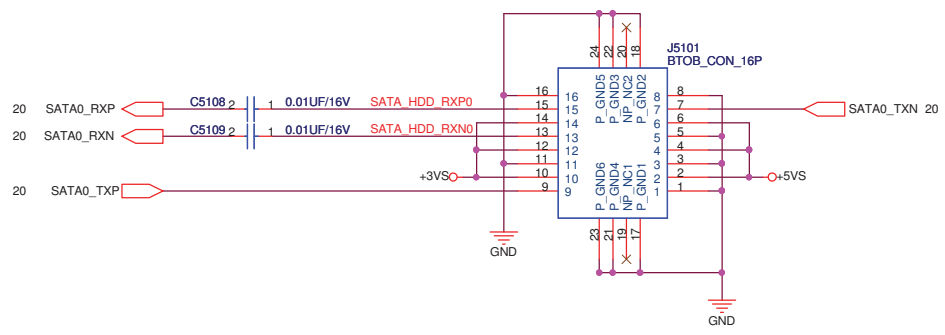 J5101
BTOB_CON_16P
24 22 20 18
P_GND5 P_GND3 NP_NC2 P_GND2
16 16 8 8
20 SATA0_RXP C5108 2 1 0.01UF/16V SATA_HDD_RXP0 15 15 7 7 SATA0_TXN 20
14 14 6 6
20 SATA0_RXN C5109 2 1 0.01UF/16V SATA_HDD_RXN0 13 13 5 5
12 12 4 4
11 11 3 3
+3VS 10 10 2 2 +5VS
20 SATA0_TXP 9 9 1 1
P_GND6 P_GND4 NP_NC1 P_GND1
23 21 19 17
GND
GND